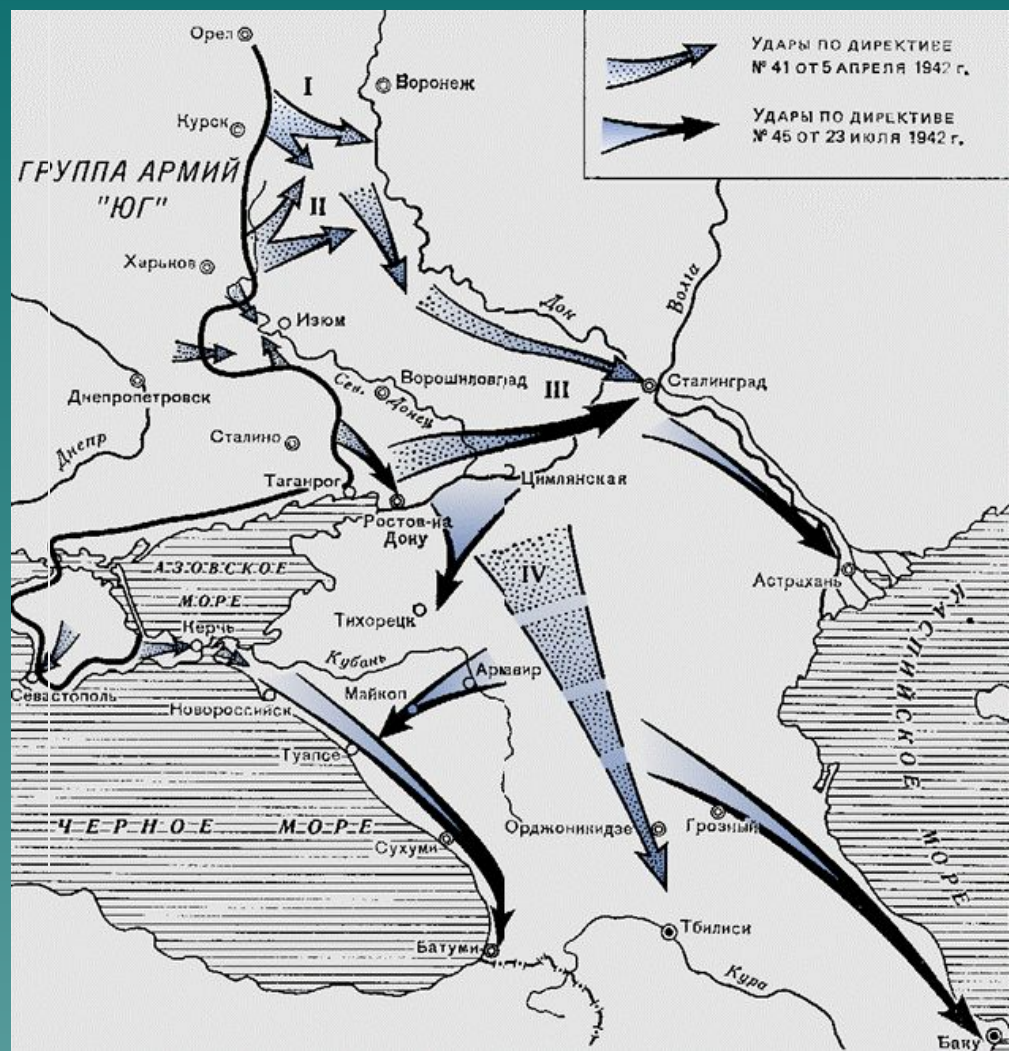 Удары по директиве
№ 41 от 5 апреля 1942 г.
Удары по директиве
№ 45 от 23 июля 1942 г.
Орел
I
Воронеж
Курск
ГРУППА АРМИЙ
"ЮГ"
II
Харьков
Дон
Волга
Изюм
Сталинград
Днепропетровск
Сев. Донец
Ворошиловград
III
Днепр
Сталино
Таганрог
Цимлянская
Ростов-на
Дону
АЗОВСКОЕ
МОРЕ
IV
Астрахань
Тихорецк
Керчь
Кубань
Армавир
Севастополь
Майкоп
Новороссийск
КАСПИЙСКОЕ
МОРЕ
Туапсе
ЧЕРНОЕ МОРЕ
Орджоникидзе
Грозный
Сухуми
Тбилиси
Батуми
Кура
Баку